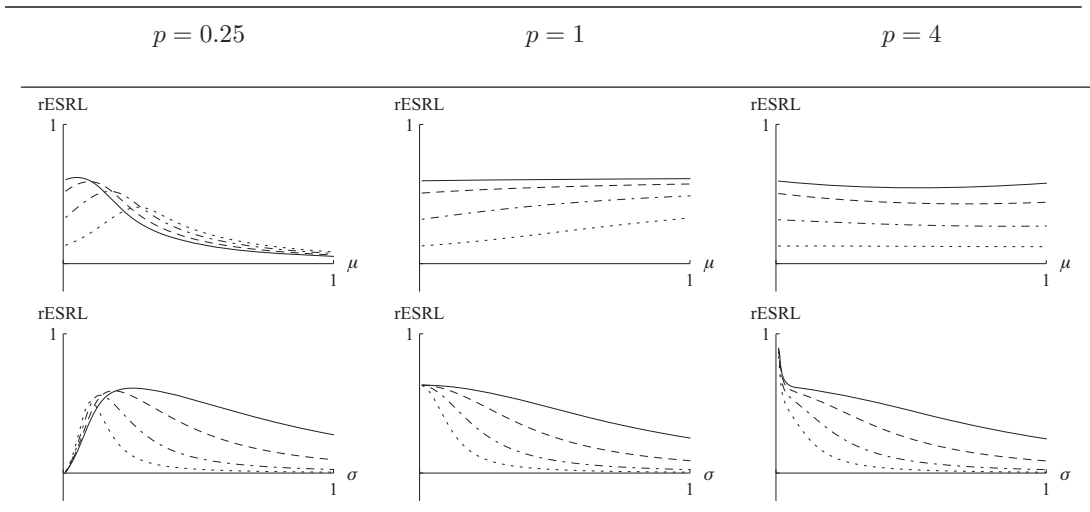 p = 0.25 p = 1 p = 4
rESRL rESRL rESRL
1 1 1
μ μ μ
1 1 1
rESRL rESRL rESRL
1 1 1
σ σ σ
1 1 1